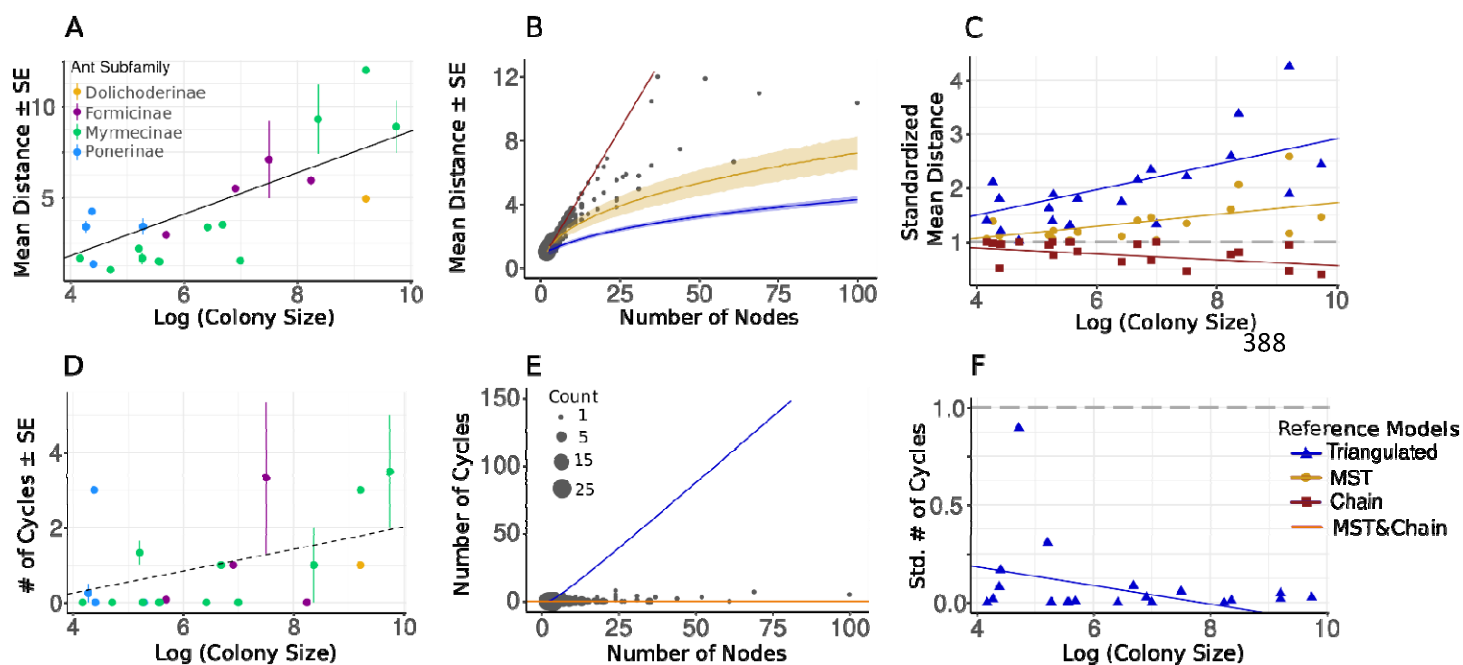 A
Mean Distance ± SE
10
5
Ant Subfamily
Dolichoderinae
Formicinae
Myrmecinae
Ponerinae
4 6 8 10
Log (Colony Size)
B
Mean Distance ± SE
12
8
4
0
0 25 50 75 100
Number of Nodes
C
Standardized
Mean Distance
4
3
2
1
4 6 8 10
Log (Colony Size)
388
D
# of Cycles ± SE
4
2
0
4 6 8 10
Log (Colony Size)
E
Number of Cycles
150
100
50
0
Count
1
5
15
25
0 25 50 75 100
Number of Nodes
F
Std. # of Cycles
1.0
0.5
0.0
Reference Models
Triangulated
MST
Chain
MST&Chain
4 6 8 10
Log (Colony Size)